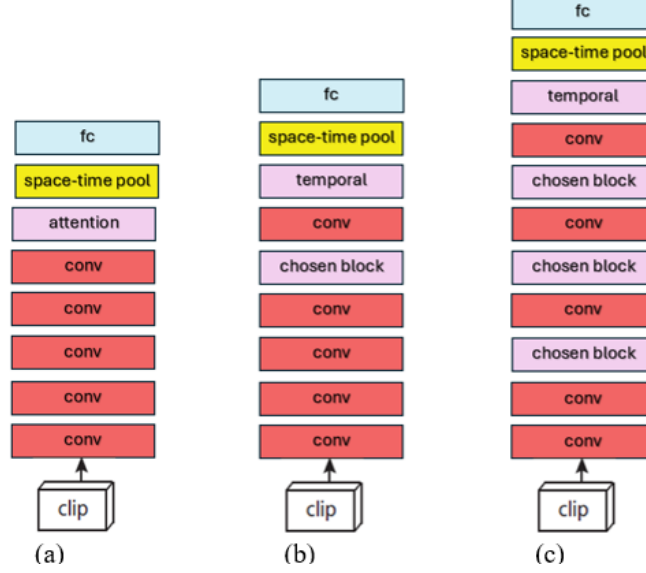 fc
space-time pool
attention
conv
conv
conv
conv
conv
clip
(a)
fc
space-time pool
temporal
conv
chosen block
conv
conv
conv
conv
clip
(b)
fc
space-time pool
temporal
conv
chosen block
conv
chosen block
conv
chosen block
conv
conv
clip
(c)